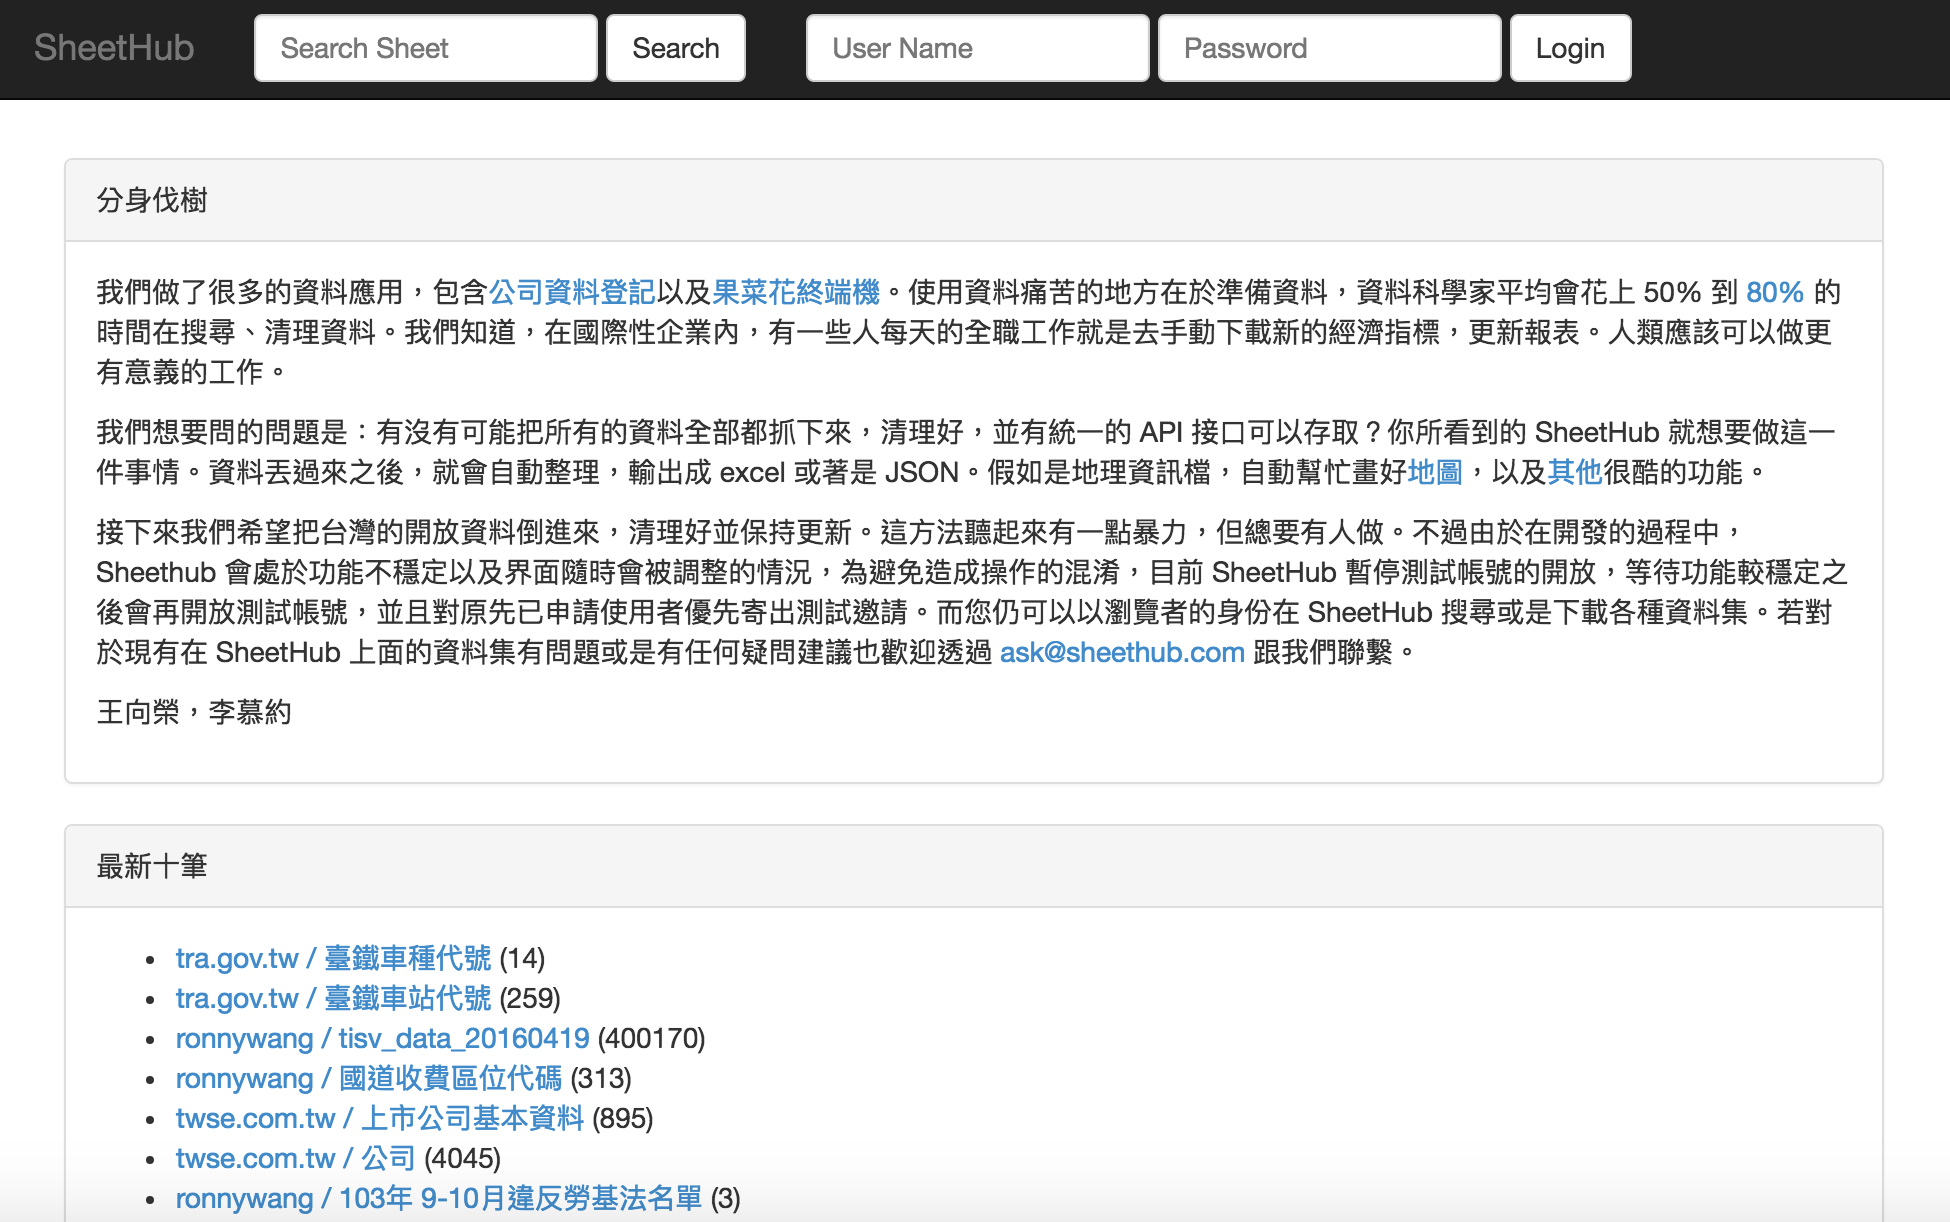 SheetHub Search Sheet Search User Name Password Login
分身伐樹
我們做了很多的資料應用，包含公司資料登記以及果菜花終端機。使用資料痛苦的地方在於準備資料，資料科學家平均會花上 50% 到 80% 的
時間在搜尋、清理資料。我們知道，在國際性企業內，有一些人每天的全職工作就是去手動下載新的經濟指標，更新報表。人類應該可以做更
有意義的工作。
我們想要問的問題是：有沒有可能把所有的資料全部都抓下來，清理好，並有統一的 API 接口可以存取？你所看到的 SheetHub 就想要做這一
件事情。資料丟過來之後，就會自動整理，輸出成 excel 或著是 JSON。假如是地理資訊檔，自動幫忙畫好地圖，以及其他很酷的功能。
接下來我們希望把台灣的開放資料倒進來，清理好並保持更新。這方法聽起來有一點暴力，但總要有人做。不過由於在開發的過程中，
Sheethub 會處於功能不穩定以及界面隨時會被調整的情況，為避免造成操作的混淆，目前 SheetHub 暫停測試帳號的開放，等待功能較穩定之
後會再開放測試帳號，並且對原先已申請使用者優先寄出測試邀請。而您仍可以以瀏覽者的身份在 SheetHub 搜尋或是下載各種資料集。若對
於現有在 SheetHub 上面的資料集有問題或是有任何疑問建議也歡迎透過 ask@sheethub.com 跟我們聯繫。
王向榮，李慕約
最新十筆
tra.gov.tw / 臺鐵車種代號 (14)
tra.gov.tw / 臺鐵車站代號 (259)
ronnywang / tisv_data_20160419 (400170)
ronnywang / 國道收費區位代碼 (313)
twse.com.tw / 上市公司基本資料 (895)
twse.com.tw / 公司 (4045)
ronnywang / 103年 9-10月違反勞基法名單 (3)